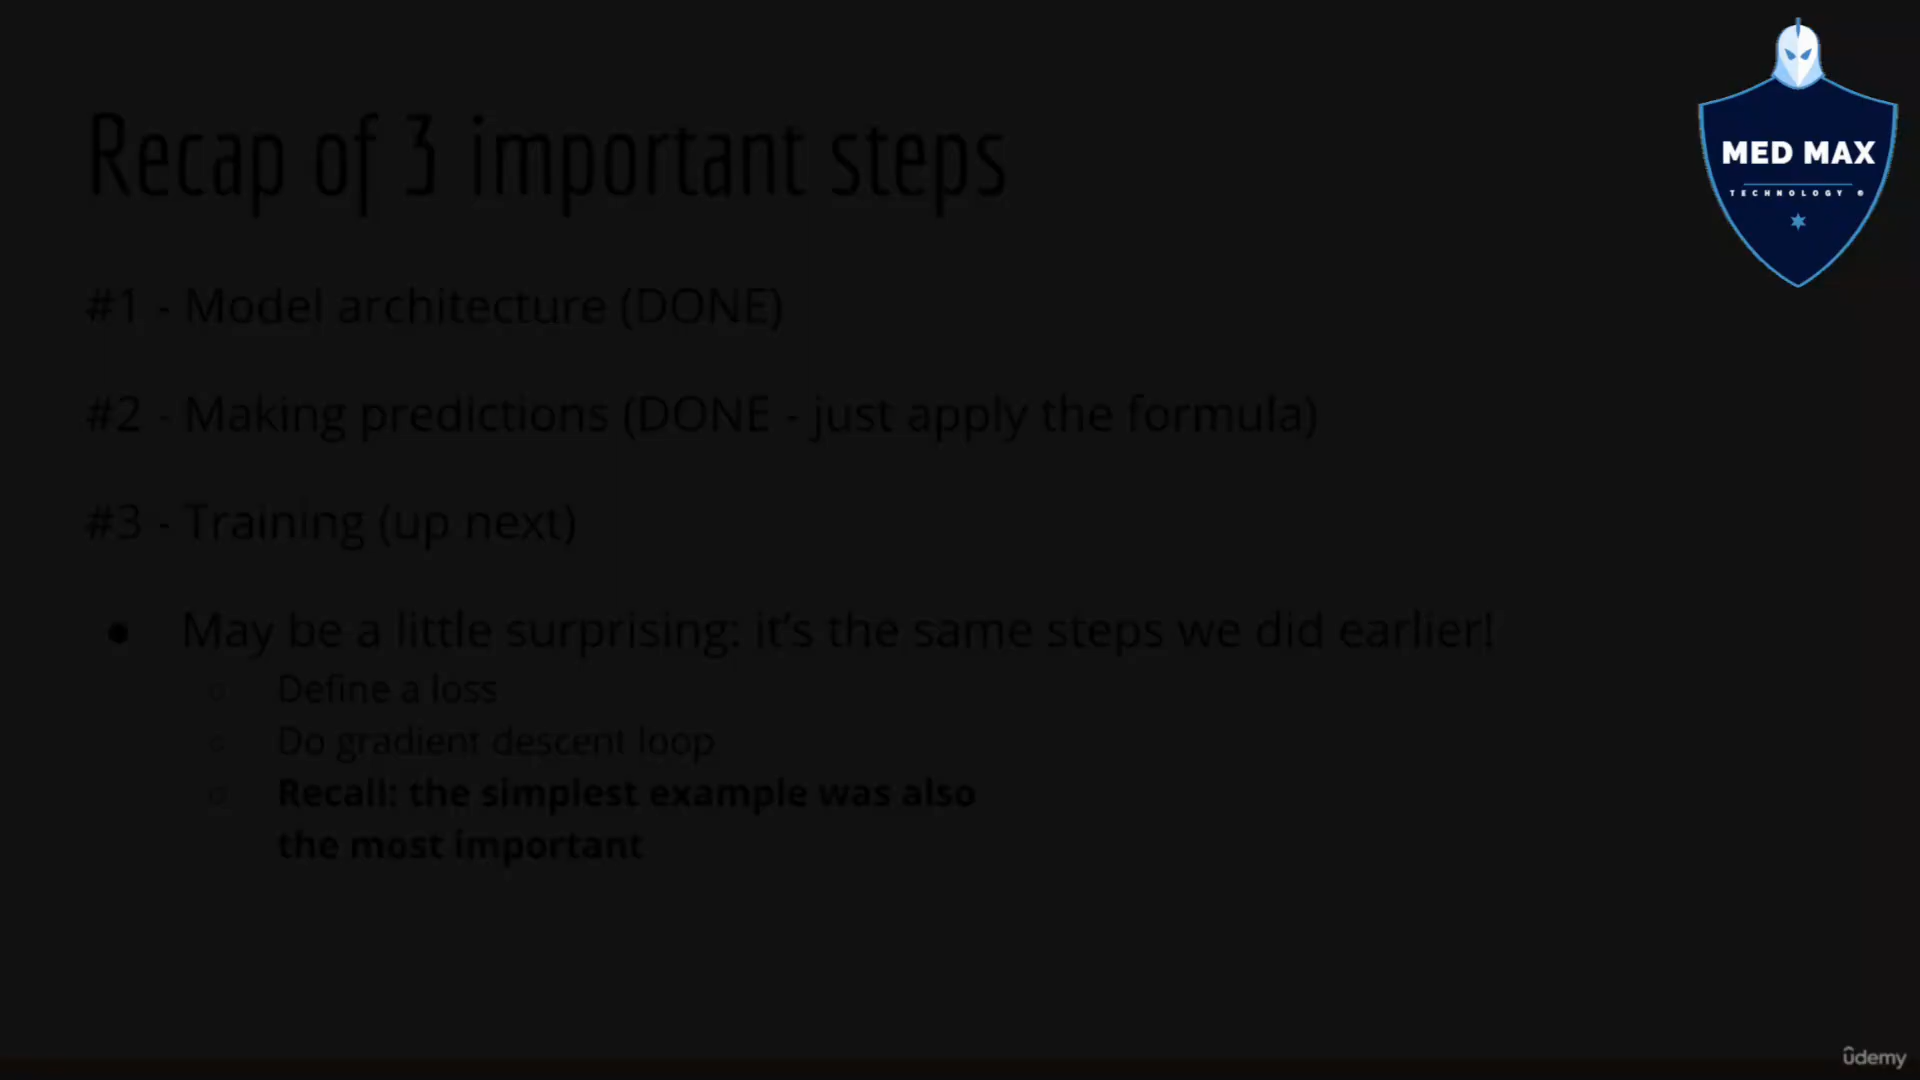 MED MAX
TECHNOLOGY
Recap of 3 important steps
#1 - Model architecture (DONE)
#2 - Making predictions (DONE - just apply the formula)
#3 - Training (up next)
● May be a little surprising: it's the same steps we did earlier!
○ Define a loss
○ Do gradient descent loop
○ Recall: the simplest example was also
the most important
ûdemy